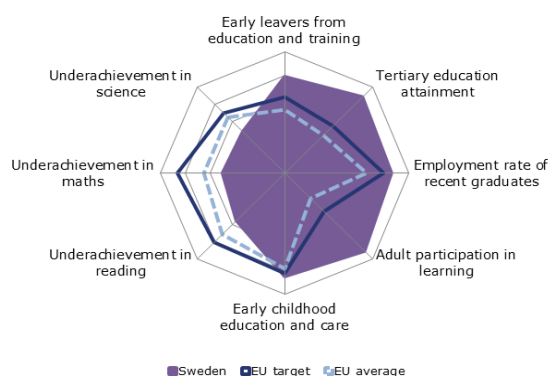 Early leavers from
education and training
Tertiary education
attainment
Employment rate of
recent graduates
Adult participation in
learning
Early childhood
education and care
Underachievement in
reading
Underachievement in
maths
Underachievement in
science
Sweden
EU target
EU average